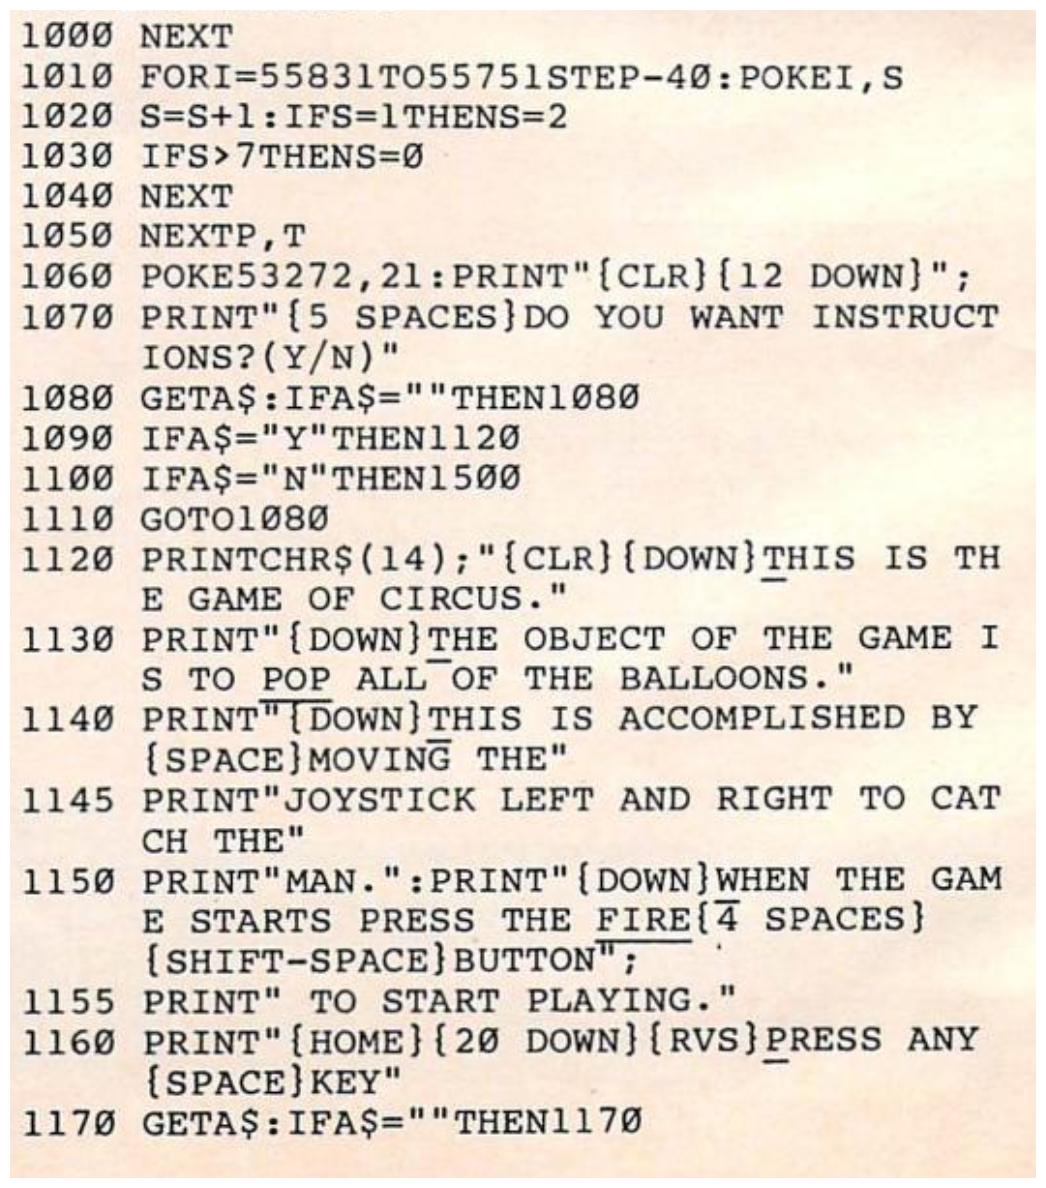 1000 NEXT
1010 FORI=55831TO55751STEP-40:POKEI,S
1020 S=S+1:IFS=1THENS=2
1030 IFS>7THENS=0
1040 NEXT
1050 NEXTP,T
1060 POKE53272,21:PRINT"{CLR}{12 DOWN}";
1070 PRINT"{5 SPACES}DO YOU WANT INSTRUCT
IONS?(Y/N)"
1080 GETA$:IFA$=""THEN1080
1090 IFA$="Y"THEN1120
1100 IFA$="N"THEN1500
1110 GOTO1080
1120 PRINTCHR$(14);"{CLR}{DOWN}THIS IS TH
E GAME OF CIRCUS."
1130 PRINT"{DOWN}THE OBJECT OF THE GAME I
S TO POP ALL OF THE BALLOONS."
1140 PRINT"{DOWN}THIS IS ACCOMPLISHED BY
{SPACE}MOVING THE"
1145 PRINT"JOYSTICK LEFT AND RIGHT TO CAT
CH THE"
1150 PRINT"MAN.":PRINT"{DOWN}WHEN THE GAM
E STARTS PRESS THE FIRE{4 SPACES}
{SHIFT-SPACE}BUTTON";
1155 PRINT" TO START PLAYING."
1160 PRINT"{HOME}{20 DOWN}{RVS}PRESS ANY
{SPACE}KEY"
1170 GETA$:IFA$=""THEN1170